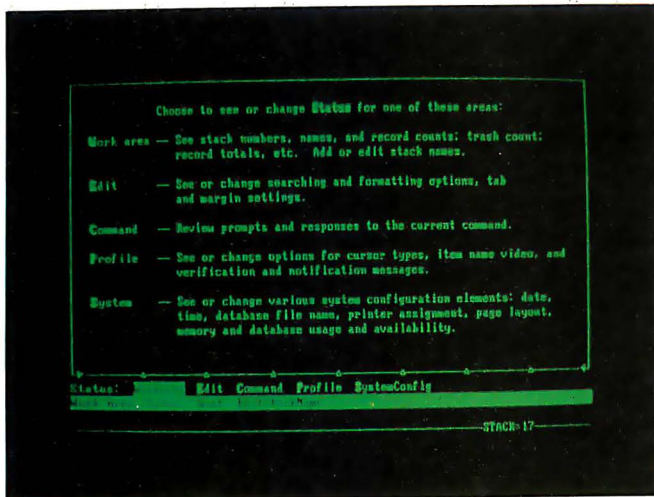 Choose to see or change Status for one of these areas:
Work area — See stack numbers, names, and record counts; trash count;
record totals, etc. Add or edit stack names.
Edit — See or change searching and formatting options, tab
and margin settings.
Command — Review prompts and responses to the current command.
Profile — See or change options for cursor types, item name video, and
verification and notification messages.
System — See or change various system configuration elements: date,
time, database file name, printer assignment, page layout,
memory and database usage and availability.
Status: Edit Command Profile SystemConfig
STACK=17